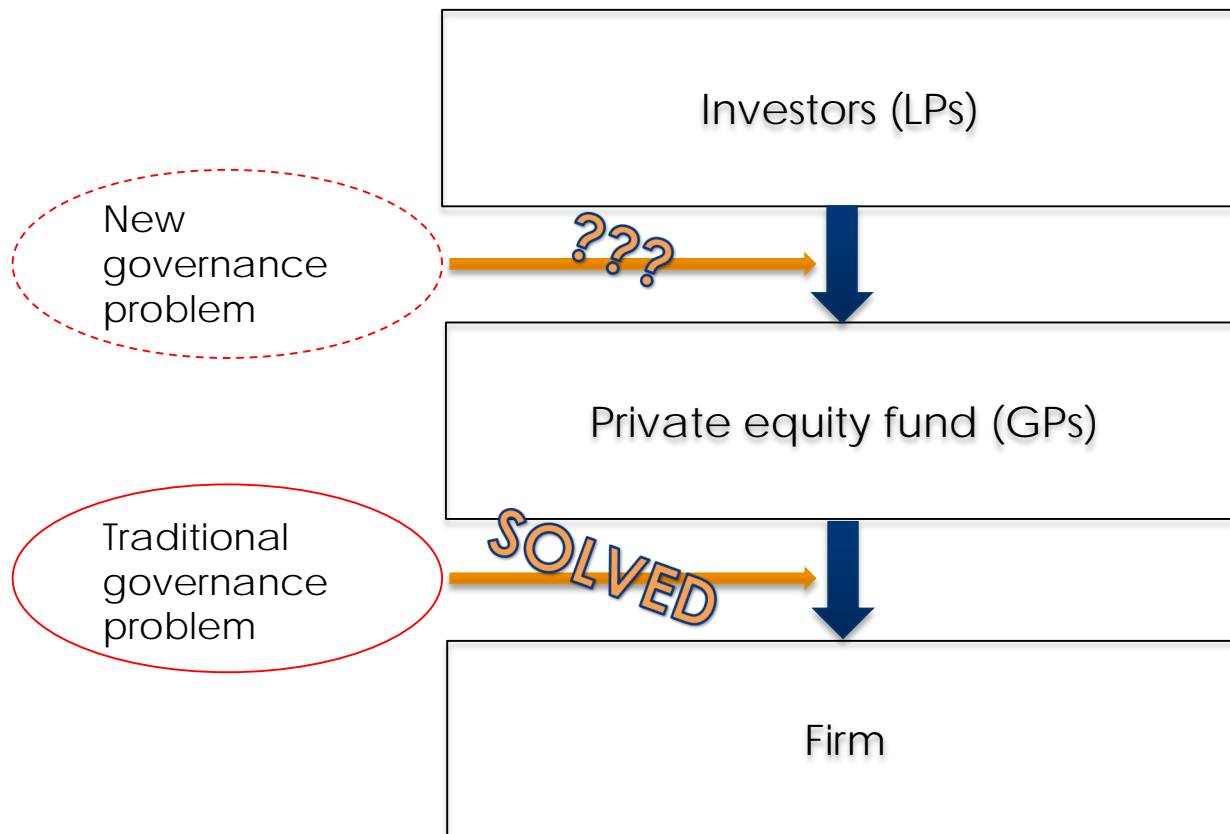 Investors (LPs)
New
governance
problem
???
Private equity fund (GPs)
Traditional
governance
problem
SOLVED
Firm